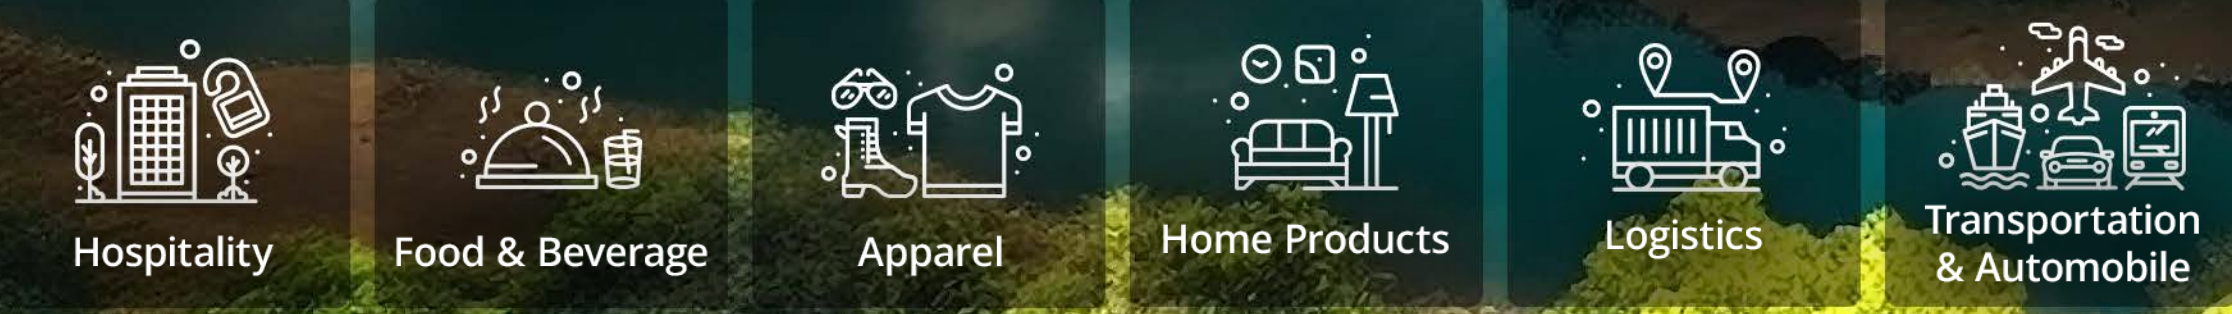 Hospitality
Food & Beverage
Apparel
Home Products
Logistics
Transportation
& Automobile